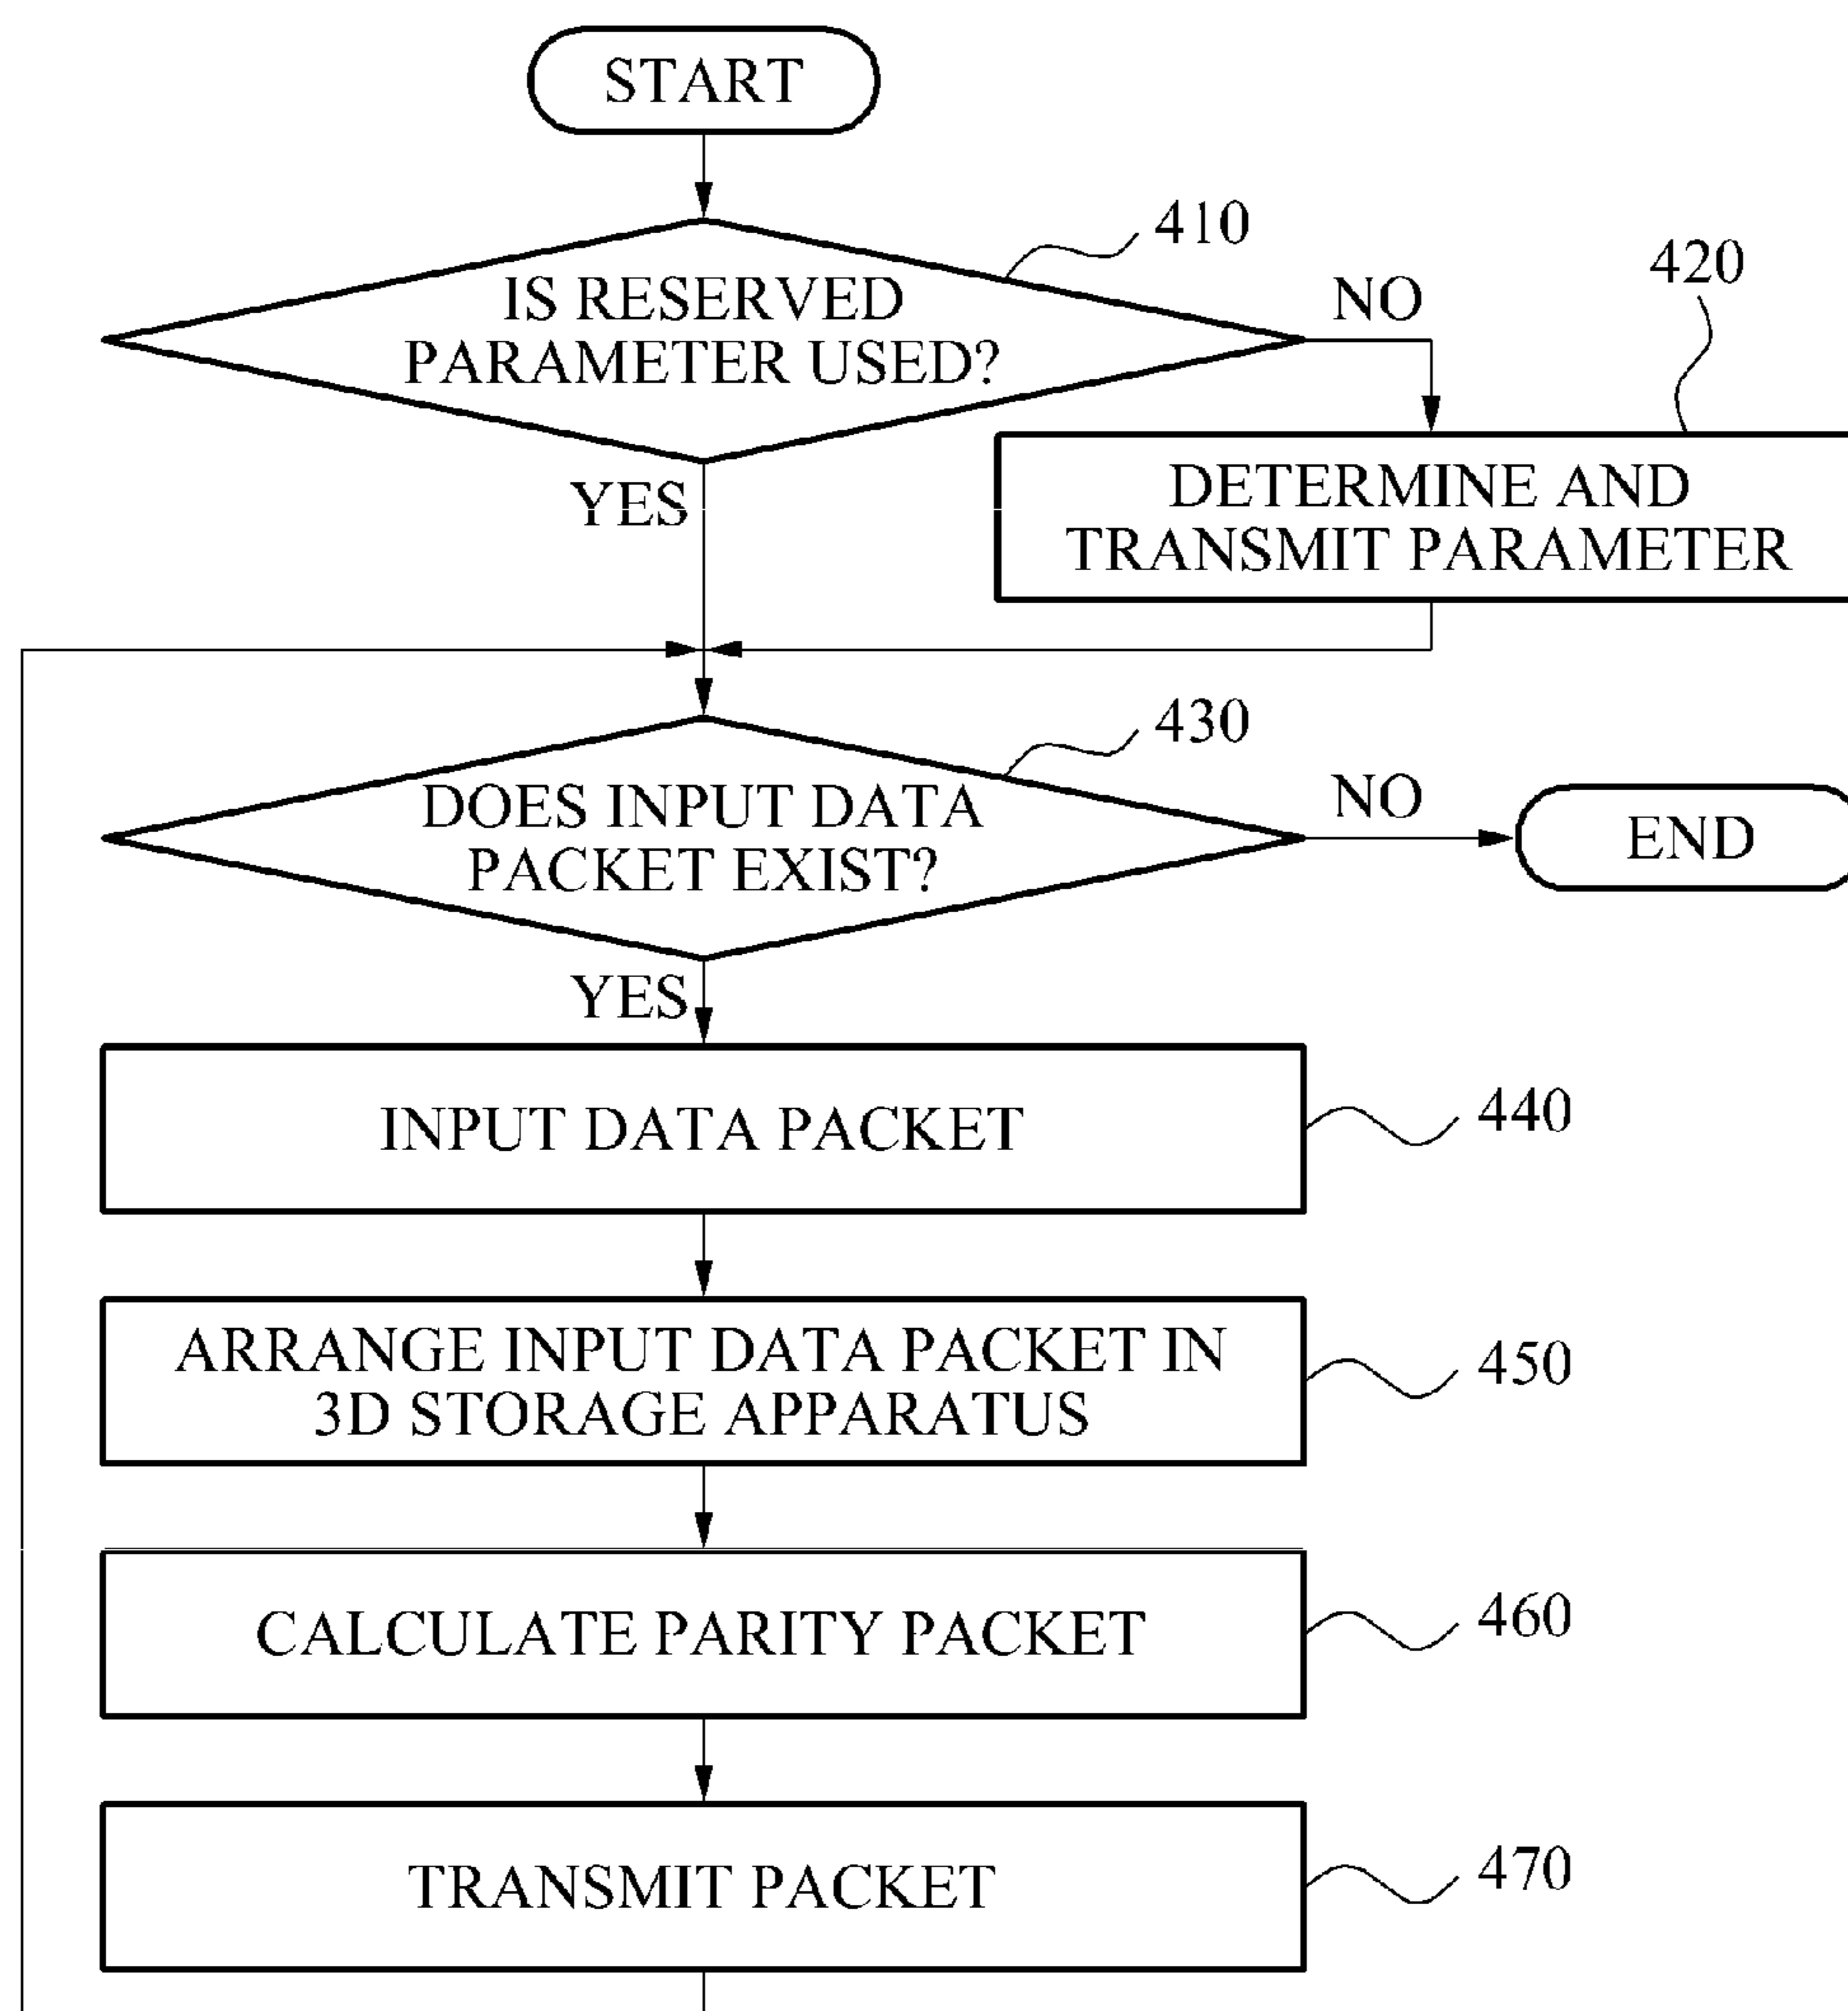 START
410
IS RESERVED
PARAMETER USED?
NO
420
YES
DETERMINE AND
TRANSMIT PARAMETER
430
DOES INPUT DATA
PACKET EXIST?
NO
END
YES
INPUT DATA PACKET
440
ARRANGE INPUT DATA PACKET IN
3D STORAGE APPARATUS
450
CALCULATE PARITY PACKET
460
TRANSMIT PACKET
470